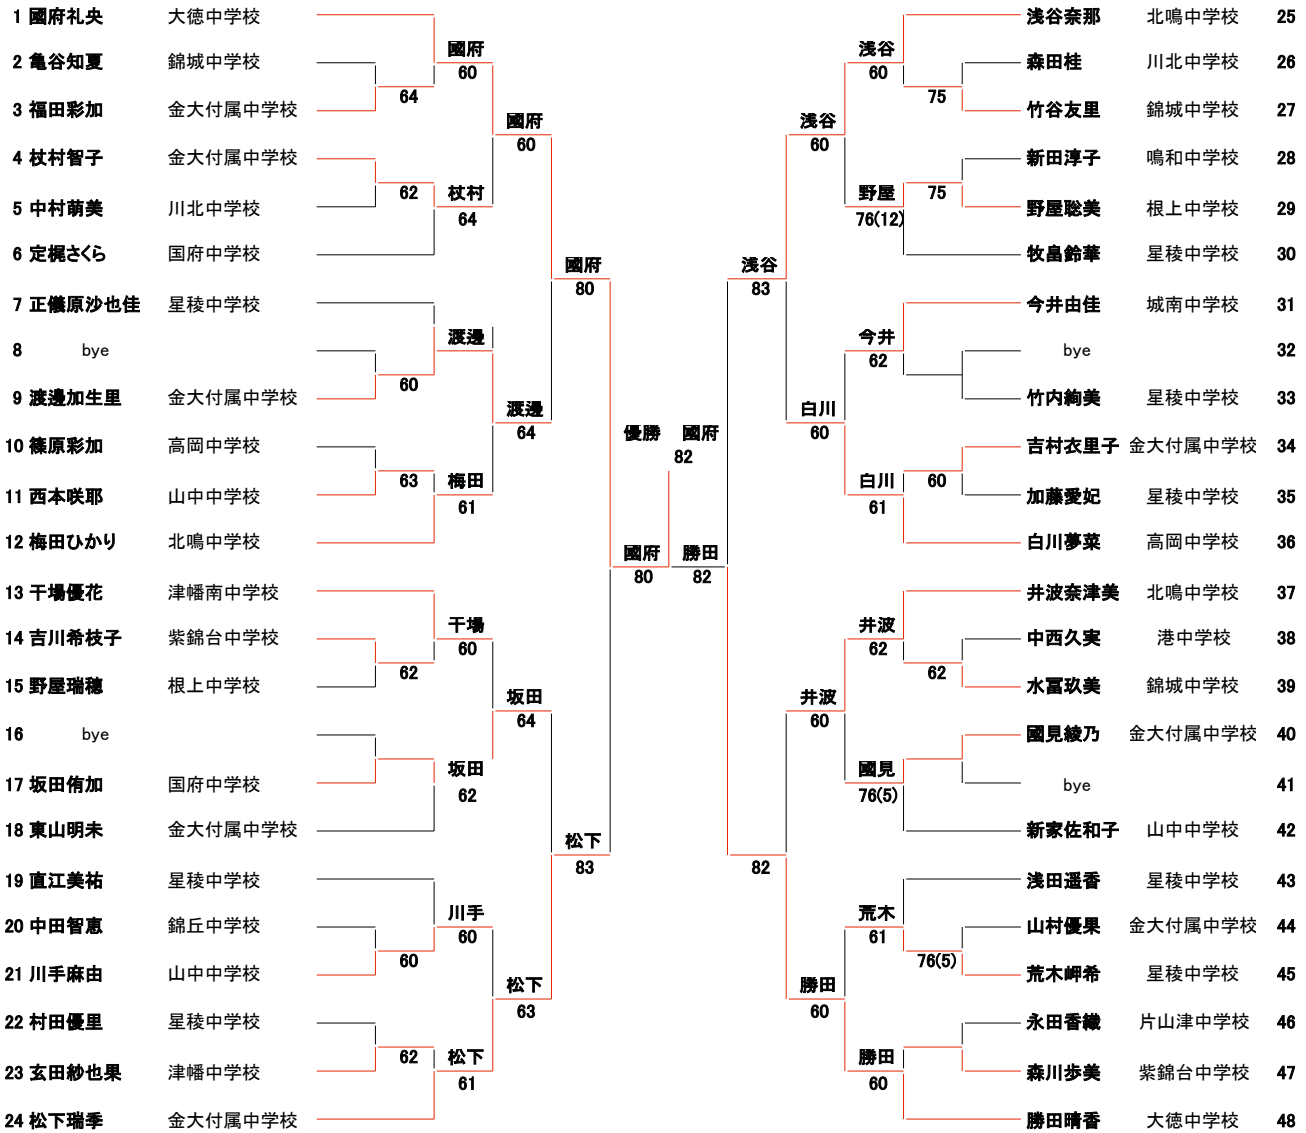 1 國府礼央 大徳中学校
2 亀谷知夏 錦城中学校
3 福田彩加 金大付属中学校
4 杖村智子 金大付属中学校
5 中村萌美 川北中学校
6 定梶さくら 国府中学校
7 正儀原沙也佳 星稜中学校
8 bye
9 渡邊加生里 金大付属中学校
10 篠原彩加 高岡中学校
11 西本咲耶 山中中学校
12 梅田ひかり 北鳴中学校
13 干場優花 津幡南中学校
14 吉川希枝子 紫錦台中学校
15 野屋瑞穂 根上中学校
16 bye
17 坂田侑加 国府中学校
18 東山明未 金大付属中学校
19 直江美祐 星稜中学校
20 中田智恵 錦丘中学校
21 川手麻由 山中中学校
22 村田優里 星稜中学校
23 玄田紗也果 津幡中学校
24 松下瑞季 金大付属中学校
64
62
60
63
62
60
62
國府
60
杖村
64
渡邊
梅田
61
干場
60
坂田
62
川手
60
松下
61
國府
60
渡邊
64
坂田
64
松下
63
國府
80
松下
83
國府
80
優勝 國府
82
勝田
82
浅谷
83
82
浅谷
60
白川
60
井波
60
勝田
60
浅谷
60
野屋
76(12)
今井
62
白川
61
井波
62
國見
76(5)
荒木
61
勝田
60
75
75
60
62
76(5)
浅谷奈那 北鳴中学校 25
森田桂 川北中学校 26
竹谷友里 錦城中学校 27
新田淳子 鳴和中学校 28
野屋聡美 根上中学校 29
牧畠鈴華 星稜中学校 30
今井由佳 城南中学校 31
bye 32
竹内絢美 星稜中学校 33
吉村衣里子 金大付属中学校 34
加藤愛妃 星稜中学校 35
白川夢菜 高岡中学校 36
井波奈津美 北鳴中学校 37
中西久実 港中学校 38
水冨玖美 錦城中学校 39
國見綾乃 金大付属中学校 40
bye 41
新家佐和子 山中中学校 42
浅田遥香 星稜中学校 43
山村優果 金大付属中学校 44
荒木岬希 星稜中学校 45
永田香織 片山津中学校 46
森川歩美 紫錦台中学校 47
勝田晴香 大徳中学校 48